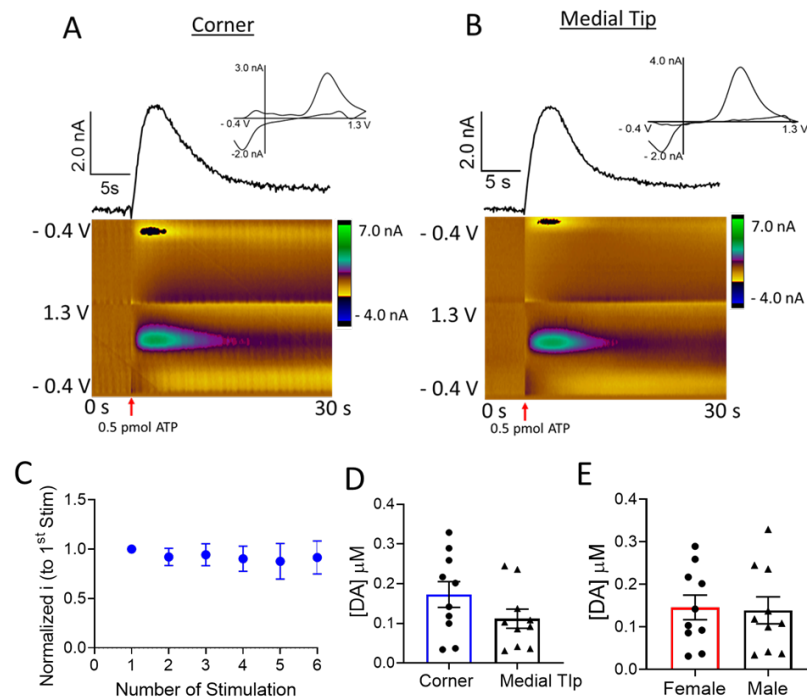 A
Corner
3.0 nA
- 0.4 V
1.3 V
-2.0 nA
2.0 nA
5s
- 0.4 V
1.3 V
- 0.4 V
7.0 nA
- 4.0 nA
0 s
30 s
0.5 pmol ATP
B
Medial Tip
4.0 nA
-0.4 V
1.3 V
- 2.0 nA
2.0 nA
5 s
- 0.4 V
1.3 V
- 0.4 V
7.0 nA
- 4.0 nA
0 s
30 s
0.5 pmol ATP
C
Normalized i (to 1st Stim)
1.5
1.0
0.5
0.0
0 1 2 3 4 5 6
Number of Stimulation
D
[DA] µM
0.4
0.3
0.2
0.1
0.0
Corner Medial TIp
E
[DA] µM
0.4
0.3
0.2
0.1
0.0
Female Male